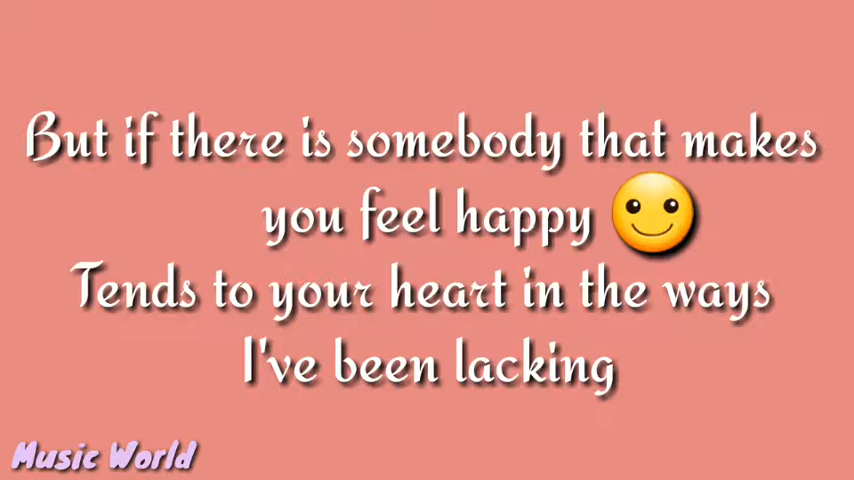 But if there is somebody that makes
you feel happy 🙂
Tends to your heart in the ways
I've been lacking
Music World